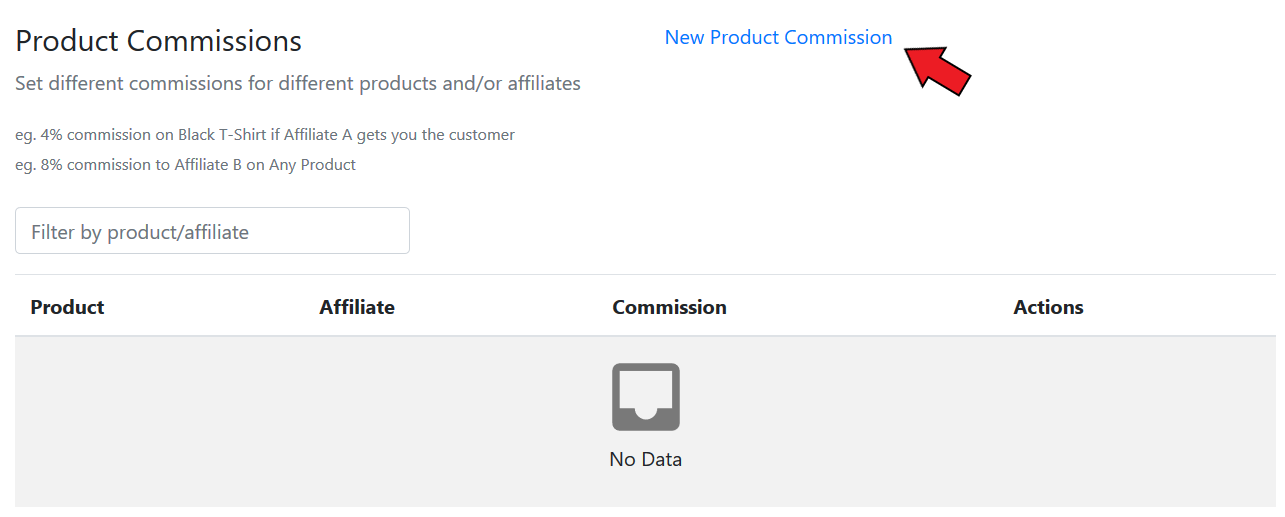 Product Commissions
New Product Commission
Set different commissions for different products and/or affiliates
eg. 4% commission on Black T-Shirt if Affiliate A gets you the customer
eg. 8% commission to Affiliate B on Any Product
Filter by product/affiliate
Product Affiliate Commission Actions
No Data